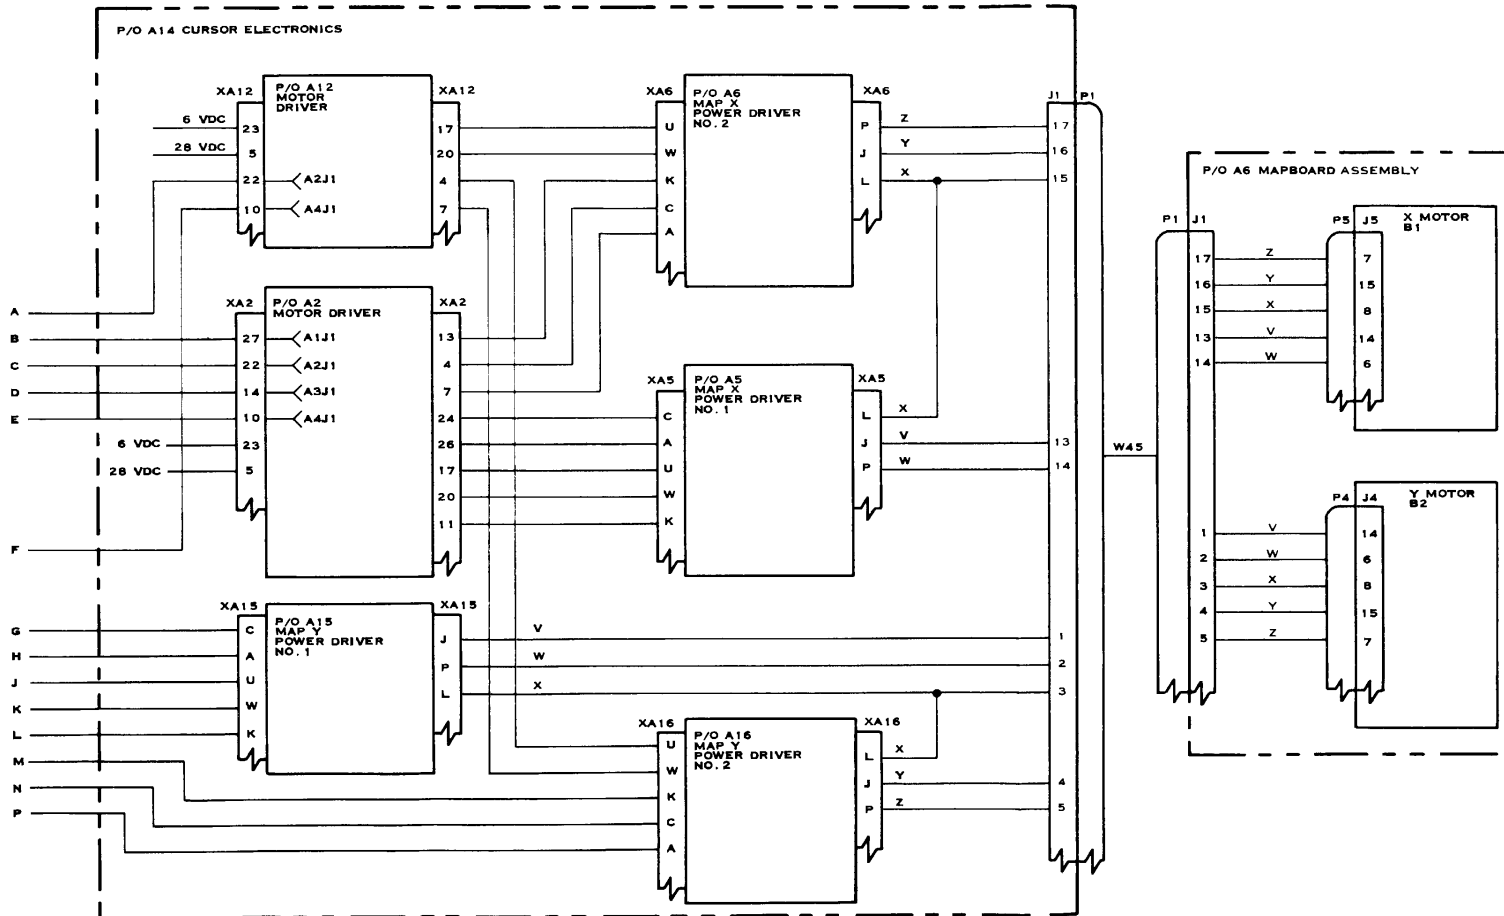 P/O A14 CURSOR ELECTRONICS
XA12
P/O A12
MOTOR
DRIVER
XA12
6 VDC
23
28 VDC
5
22
A2J1
10
A4J1
17
20
4
7
XA6
P/O A6
MAP X
POWER DRIVER
NO. 2
XA6
U
W
K
C
A
P
J
L
Z
Y
X
J1
P1
17
16
15
A
B
C
D
E
F
XA2
P/O A2
MOTOR DRIVER
XA2
27
A1J1
22
A2J1
14
A3J1
10
A4J1
6 VDC
23
28 VDC
5
13
4
7
24
26
17
20
11
XA5
P/O A5
MAP X
POWER DRIVER
NO. 1
XA5
C
A
U
W
K
L
J
P
X
V
W
13
14
W45
G
H
J
K
L
M
N
P
XA15
P/O A15
MAP Y
POWER DRIVER
NO. 1
XA15
C
A
U
W
K
J
P
L
V
W
X
1
2
3
XA16
P/O A16
MAP Y
POWER DRIVER
NO. 2
XA16
U
W
K
C
A
L
J
P
X
Y
Z
4
5
P/O A6 MAPBOARD ASSEMBLY
P1
J1
17
16
15
13
14
Z
Y
X
V
W
P5
J5
X MOTOR
B1
7
15
8
14
6
1
2
3
4
5
V
W
X
Y
Z
P4
J4
Y MOTOR
B2
14
6
8
15
7